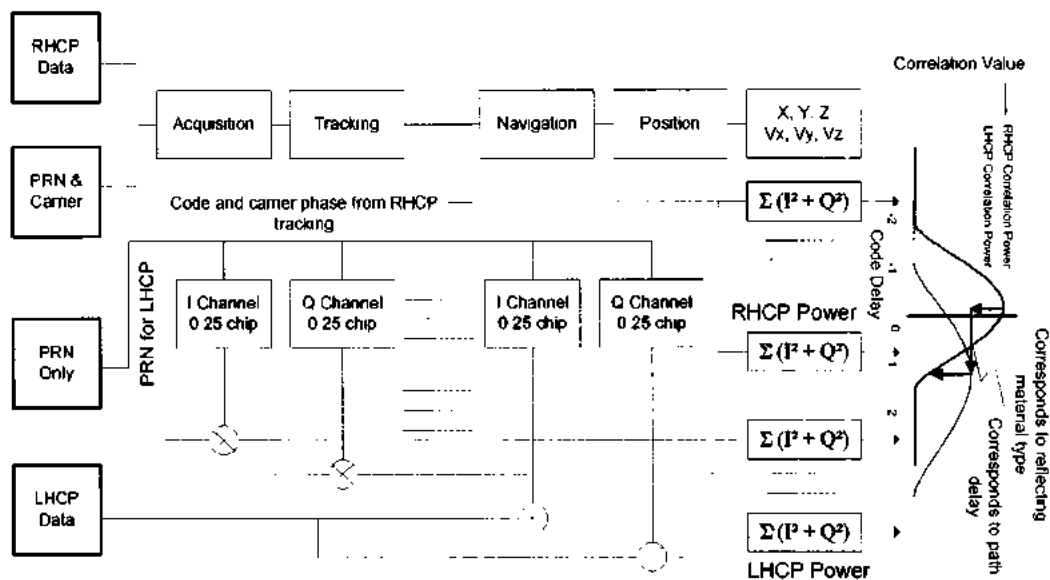 RHCP
Data
Correlation Value
Acquisition
Tracking
Navigation
Position
X, Y, Z
Vx, Vy, Vz
PRN &
Carrier
Code and carrier phase from RHCP
tracking
Σ (I² + Q²)
RHCP Correlation Power
LHCP Correlation Power
-2
-1
0
1
2
Code Delay
PRN for LHCP
I Channel
0 25 chip
Q Channel
0 25 chip
I Channel
0 25 chip
Q Channel
0 25 chip
RHCP Power
PRN
Only
Σ (I² + Q²)
Σ (I² + Q²)
LHCP
Data
Σ (I² + Q²)
LHCP Power
Corresponds to reflecting
material type
Corresponds to path
delay